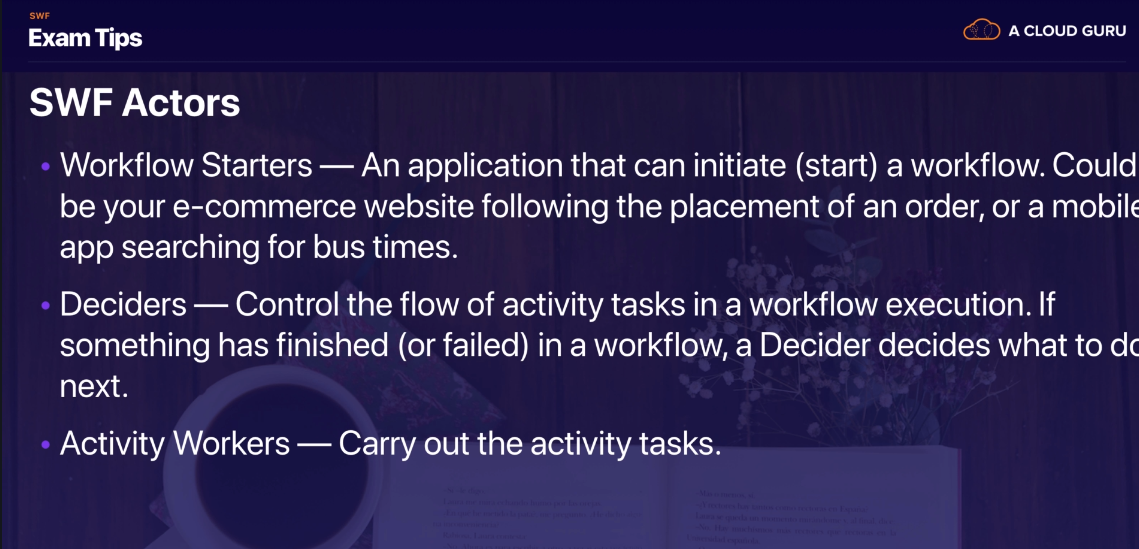 SWF
Exam Tips
A CLOUD GURU
SWF Actors
• Workflow Starters — An application that can initiate (start) a workflow. Could
be your e-commerce website following the placement of an order, or a mobile
app searching for bus times.
• Deciders — Control the flow of activity tasks in a workflow execution. If
something has finished (or failed) in a workflow, a Decider decides what to do
next.
• Activity Workers — Carry out the activity tasks.